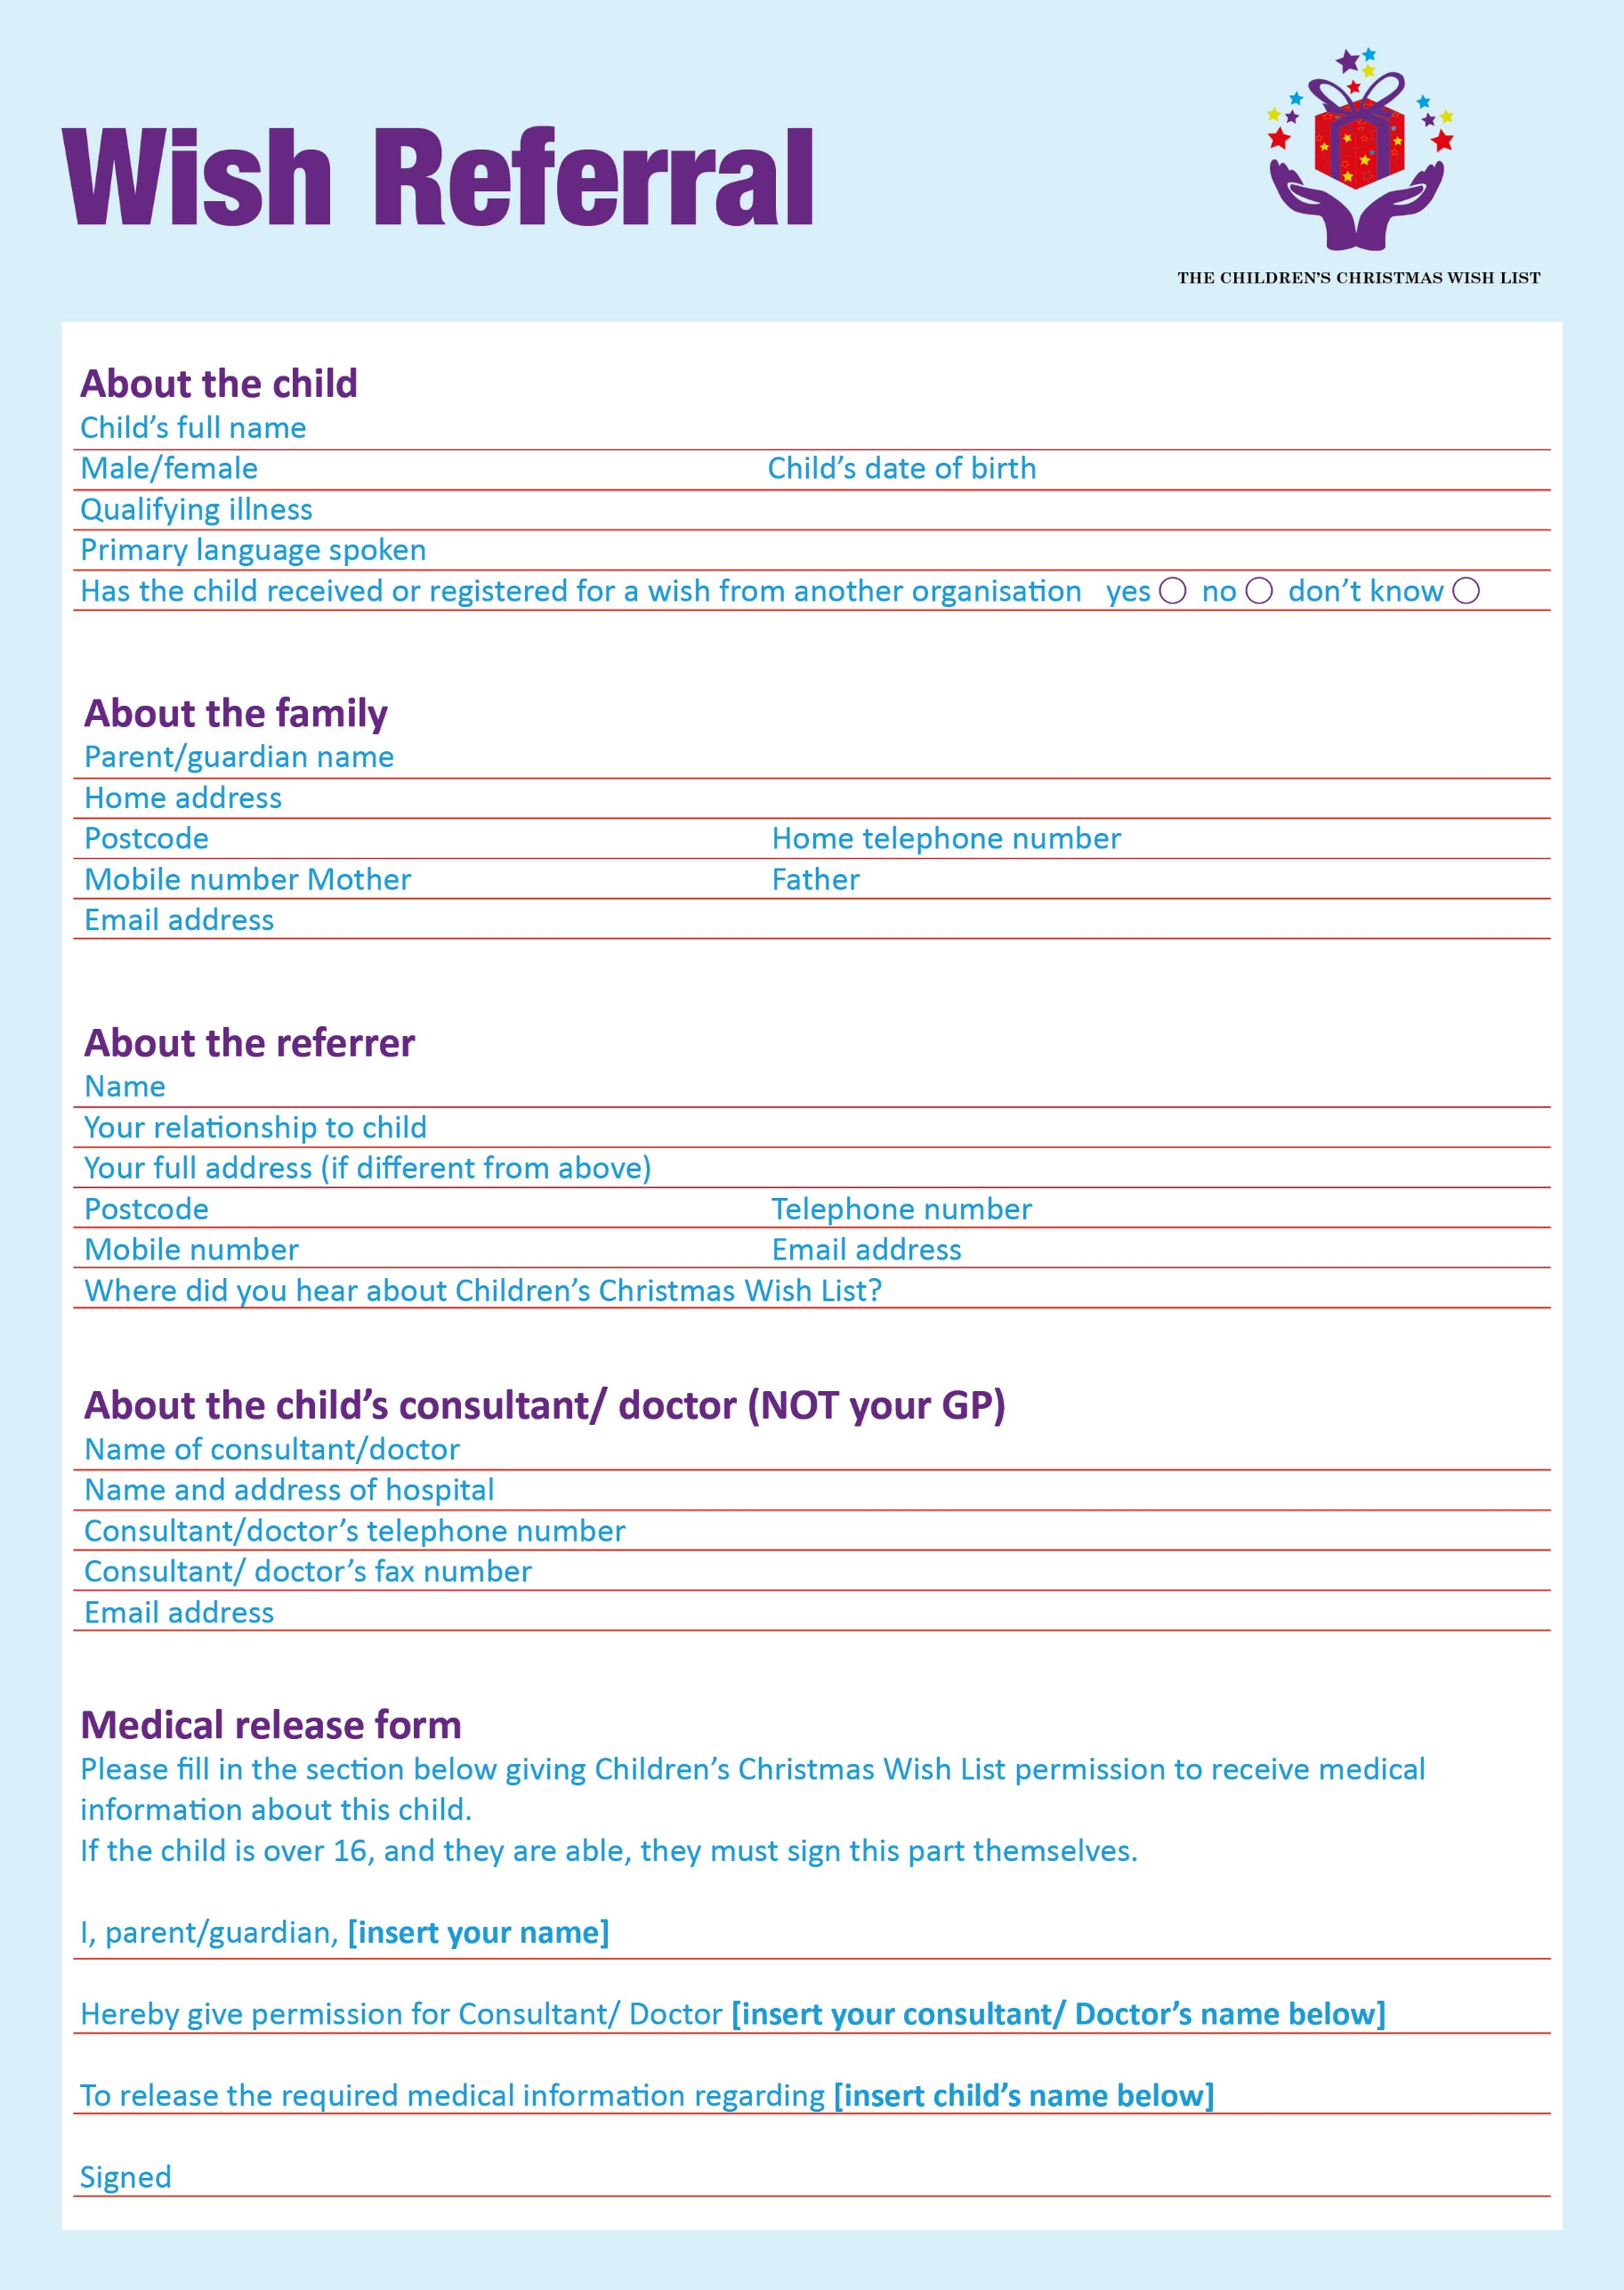 Wish Referral
THE CHILDREN'S CHRISTMAS WISH LIST
About the child
Child’s full name
Male/female Child’s date of birth
Qualifying illness
Primary language spoken
Has the child received or registered for a wish from another organisation yes no don’t know
About the family
Parent/guardian name
Home address
Postcode Home telephone number
Mobile number Mother Father
Email address
About the referrer
Name
Your relationship to child
Your full address (if different from above)
Postcode Telephone number
Mobile number Email address
Where did you hear about Children’s Christmas Wish List?
About the child’s consultant/ doctor (NOT your GP)
Name of consultant/doctor
Name and address of hospital
Consultant/doctor’s telephone number
Consultant/ doctor’s fax number
Email address
Medical release form
Please fill in the section below giving Children’s Christmas Wish List permission to receive medical
information about this child.
If the child is over 16, and they are able, they must sign this part themselves.
I, parent/guardian, [insert your name]
Hereby give permission for Consultant/ Doctor [insert your consultant/ Doctor’s name below]
To release the required medical information regarding [insert child’s name below]
Signed